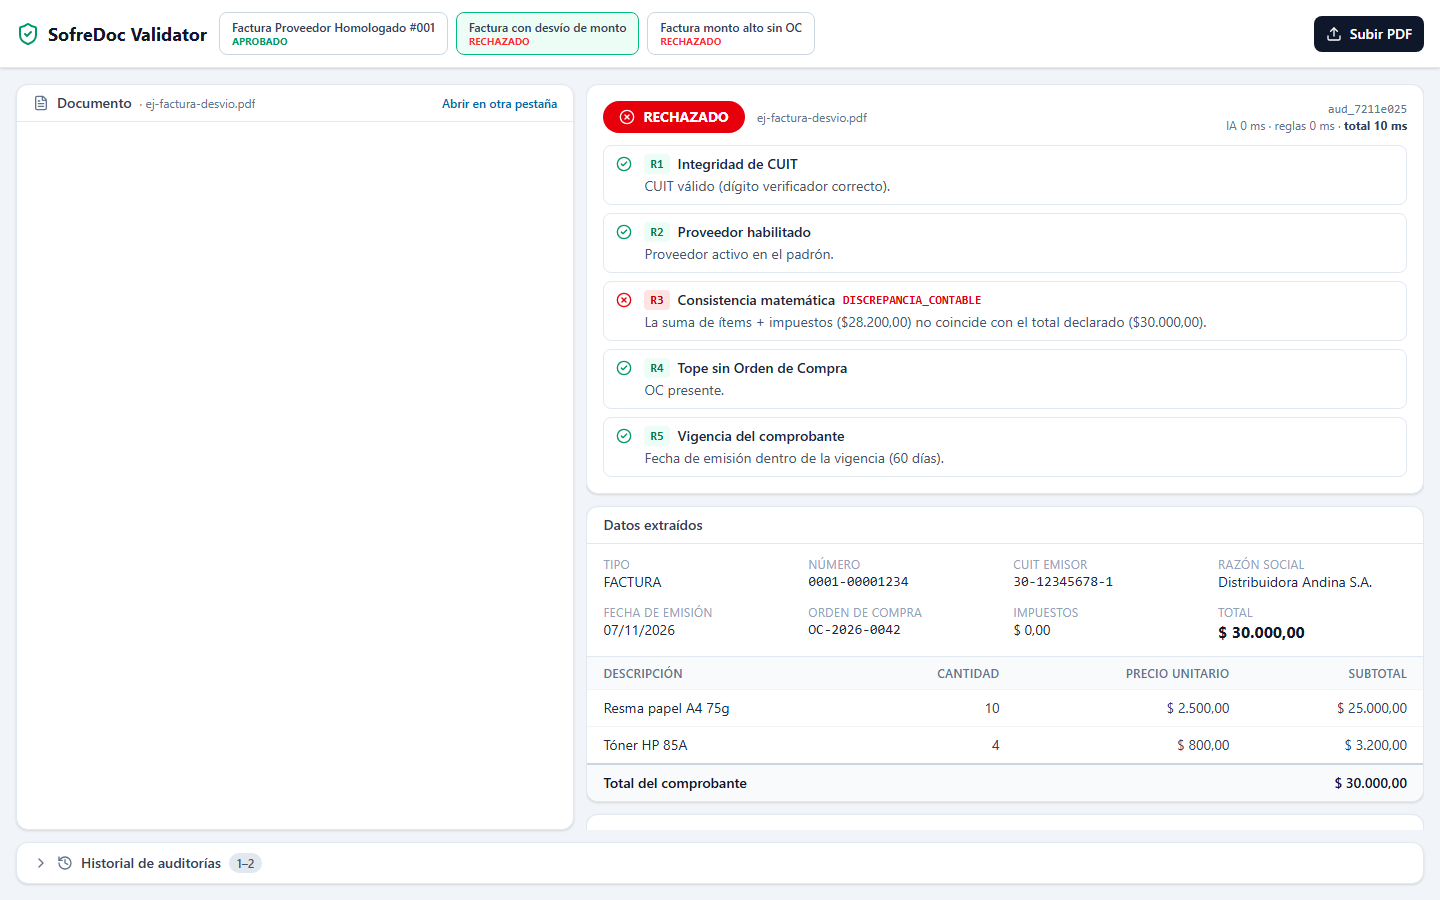 SofreDoc Validator
Factura Proveedor Homologado #001
APROBADO
Factura con desvío de monto
RECHAZADO
Factura monto alto sin OC
RECHAZADO
Subir PDF
Documento · ej-factura-desvio.pdf
Abrir en otra pestaña
RECHAZADO
ej-factura-desvio.pdf
aud_7211e025
IA 0 ms · reglas 0 ms · total 10 ms
R1 Integridad de CUIT
CUIT válido (dígito verificador correcto).
R2 Proveedor habilitado
Proveedor activo en el padrón.
R3 Consistencia matemática DISCREPANCIA_CONTABLE
La suma de ítems + impuestos ($28.200,00) no coincide con el total declarado ($30.000,00).
R4 Tope sin Orden de Compra
OC presente.
R5 Vigencia del comprobante
Fecha de emisión dentro de la vigencia (60 días).
Datos extraídos
TIPO NÚMERO CUIT EMISOR RAZÓN SOCIAL
FACTURA 0001-00001234 30-12345678-1 Distribuidora Andina S.A.
FECHA DE EMISIÓN ORDEN DE COMPRA IMPUESTOS TOTAL
07/11/2026 OC-2026-0042 $ 0,00 $ 30.000,00
DESCRIPCIÓN CANTIDAD PRECIO UNITARIO SUBTOTAL
Resma papel A4 75g 10 $ 2.500,00 $ 25.000,00
Tóner HP 85A 4 $ 800,00 $ 3.200,00
Total del comprobante $ 30.000,00
Historial de auditorías 1–2